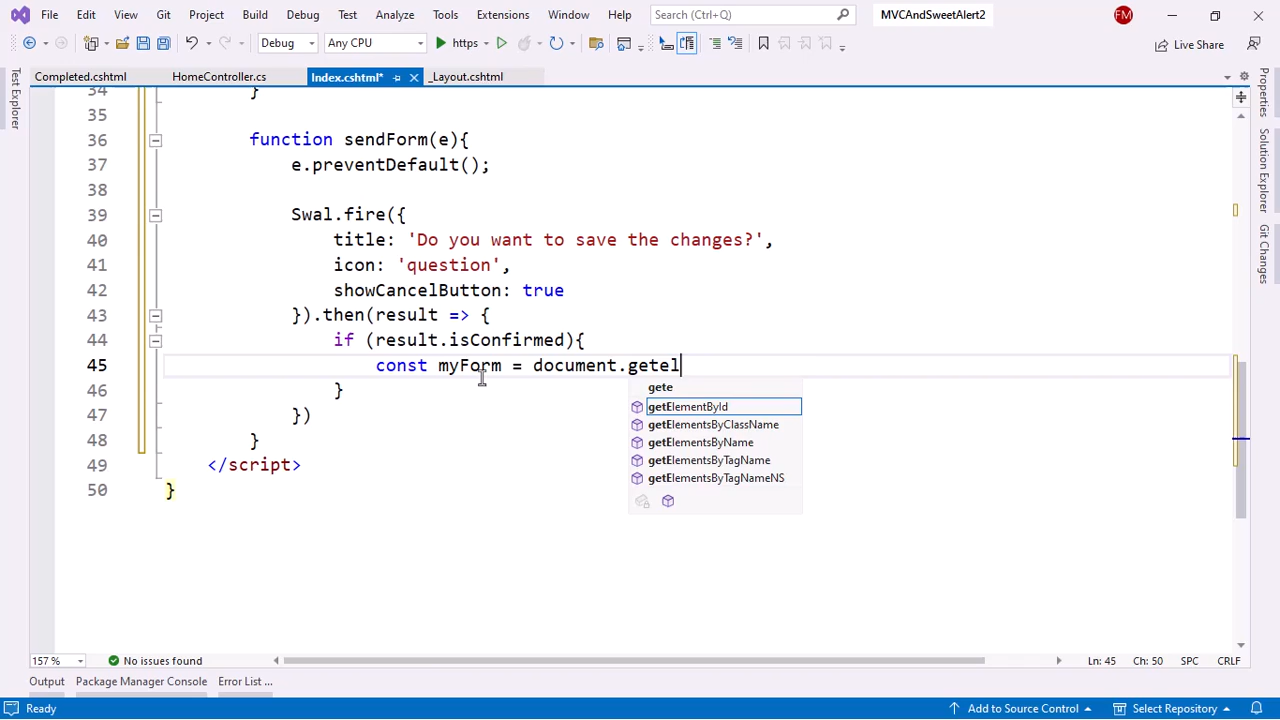 File Edit View Git Project Build Debug Test Analyze Tools Extensions Window Help Search (Ctrl+Q) MVCAndSweetAlert2 FM
Debug Any CPU https Live Share
Completed.cshtml HomeController.cs Index.cshtml* _Layout.cshtml
Test Explorer
Properties
Solution Explorer
Git Changes
34 }
35
36 function sendForm(e){
37 e.preventDefault();
38
39 Swal.fire({
40 title: 'Do you want to save the changes?',
41 icon: 'question',
42 showCancelButton: true
43 }).then(result => {
44 if (result.isConfirmed){
45 const myForm = document.getel
46 }
47 })
48 }
49 </script>
50 }
gete
getElementById
getElementsByClassName
getElementsByName
getElementsByTagName
getElementsByTagNameNS
157 % No issues found Ln: 45 Ch: 50 SPC CRLF
Output Package Manager Console Error List ...
Ready Add to Source Control Select Repository